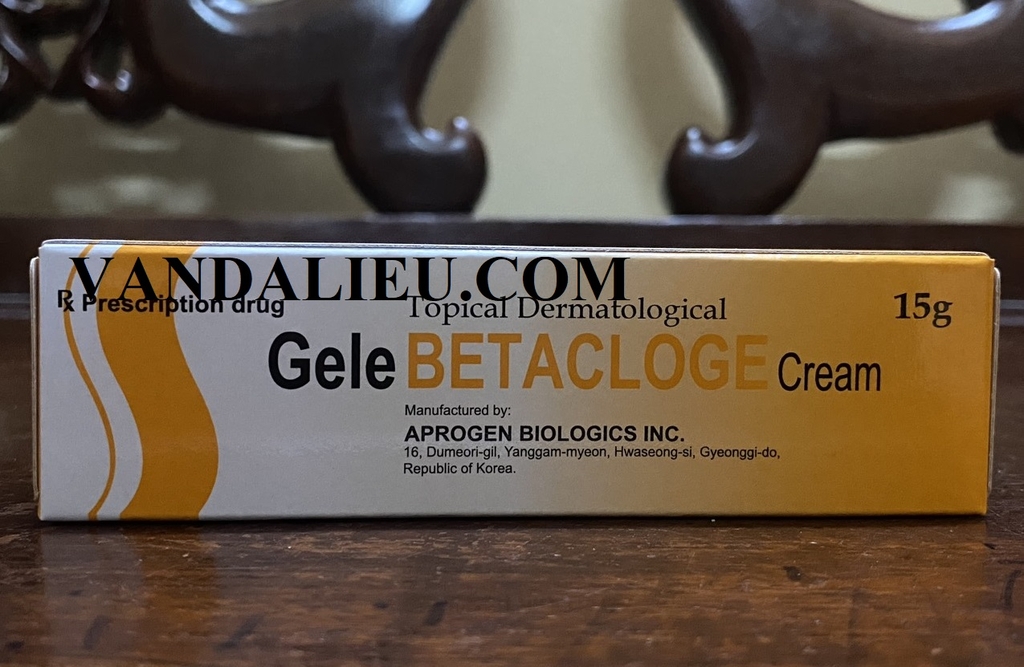 VANDALIEU.COM
℞ Prescription drug
Topical Dermatological
15g
Gele BETACLOGE Cream
Manufactured by:
APROGEN BIOLOGICS INC.
16, Dumeori-gil, Yanggam-myeon, Hwaseong-si, Gyeonggi-do,
Republic of Korea.